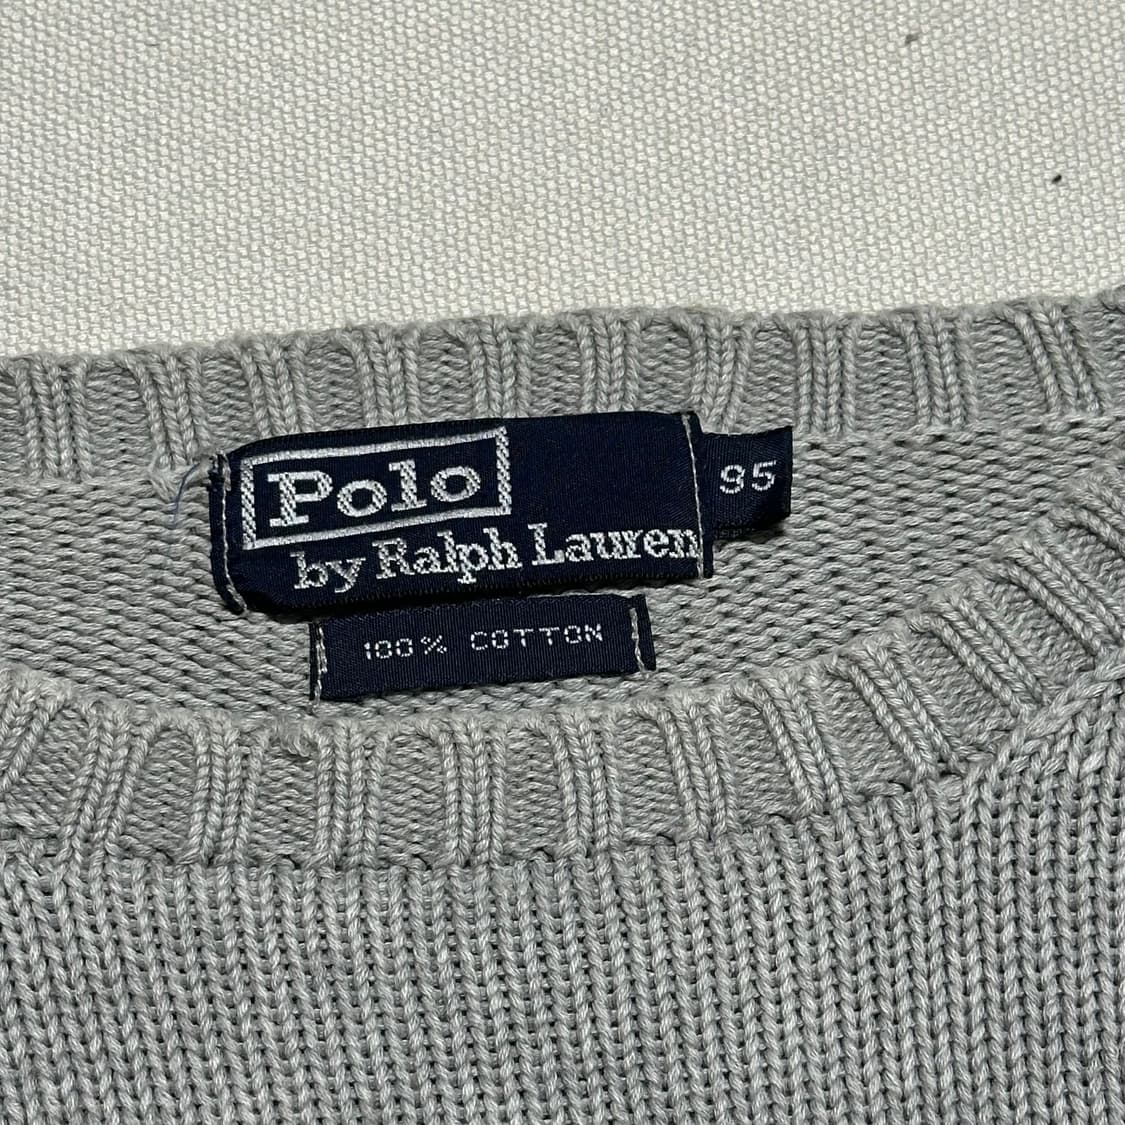 Polo
by Ralph Lauren
95
100% COTTON